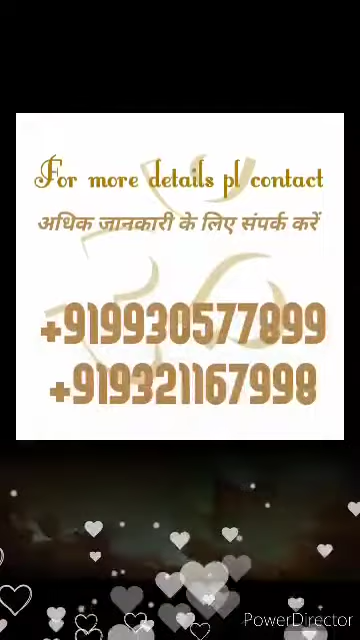 For more details pl contact
अधिक जानकारी के लिए संपर्क करें
+919930577899
+919321167998
PowerDirector